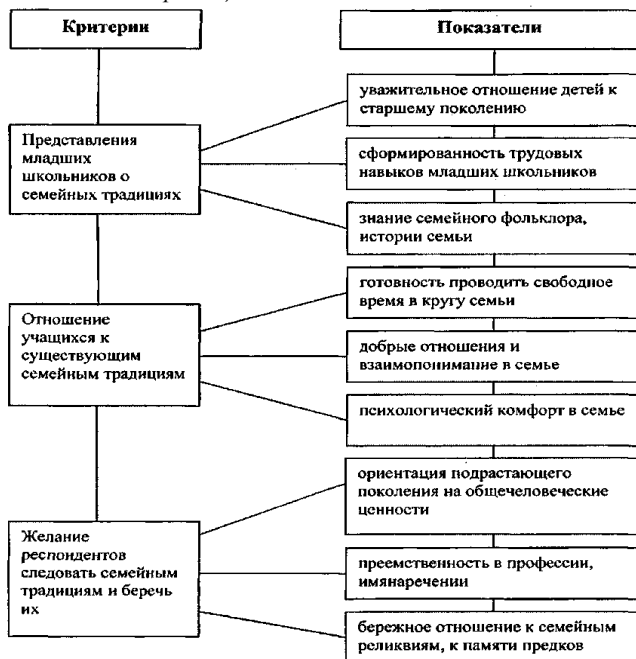 Критерии
Показатели
Представления
младших
школьников о
семейных традициях
уважительное отношение детей к
старшему поколению
сформированность трудовых
навыков младших школьников
знание семейного фольклора,
истории семьи
Отношение
учащихся к
существующим
семейным традициям
готовность проводить свободное
время в кругу семьи
добрые отношения и
взаимопонимание в семье
психологический комфорт в семье
Желание
респондентов
следовать семейным
традициям и беречь
их
ориентация подрастающего
поколения на общечеловеческие
ценности
преемственность в профессии,
имянаречении
бережное отношение к семейным
реликвиям, к памяти предков